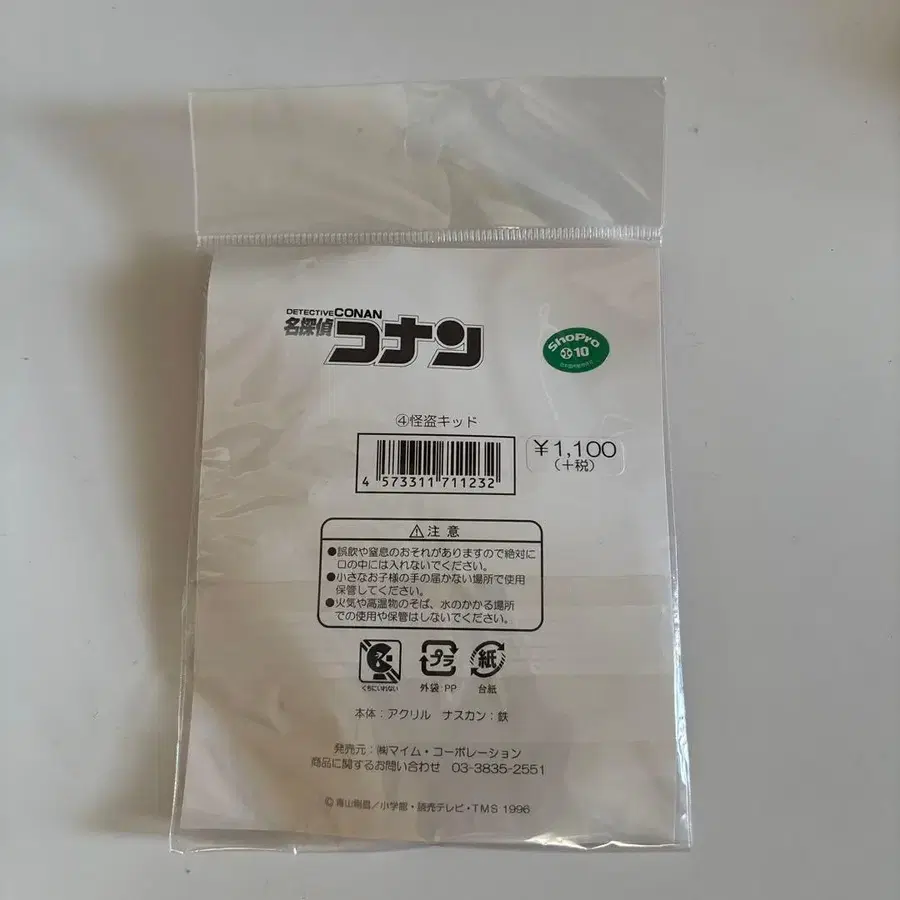 DETECTIVE CONAN
名探偵コナン
ShoPro
10
④怪盗キッド
4 573311 711232
¥1,100
(+税)
⚠注意
●誤飲や窒息のおそれがありますので絶対に
口の中には入れないでください。
●小さなお子様の手の届かない場所で使用
保管してください。
●火気や高温物のそば、水のかかる場所
での使用や保管はしないでください。
くちにいれない
プラ
外袋:PP
紙
台紙
本体:アクリル ナスカン:鉄
発売元:㈱マイム・コーポレーション
商品に関するお問い合わせ 03-3835-2551
©青山剛昌/小学館・読売テレビ・TMS 1996